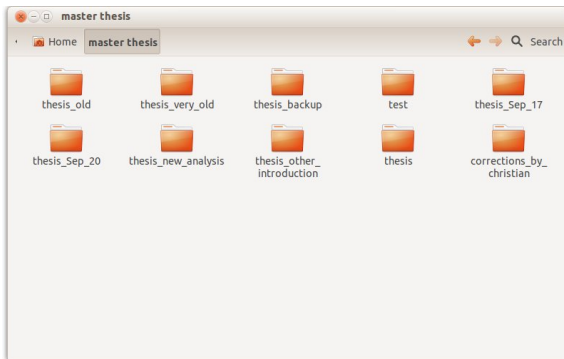 master thesis
Home master thesis Search
thesis_old thesis_very_old thesis_backup test thesis_Sep_17
thesis_Sep_20 thesis_new_analysis thesis_other_ thesis corrections_by_
introduction christian